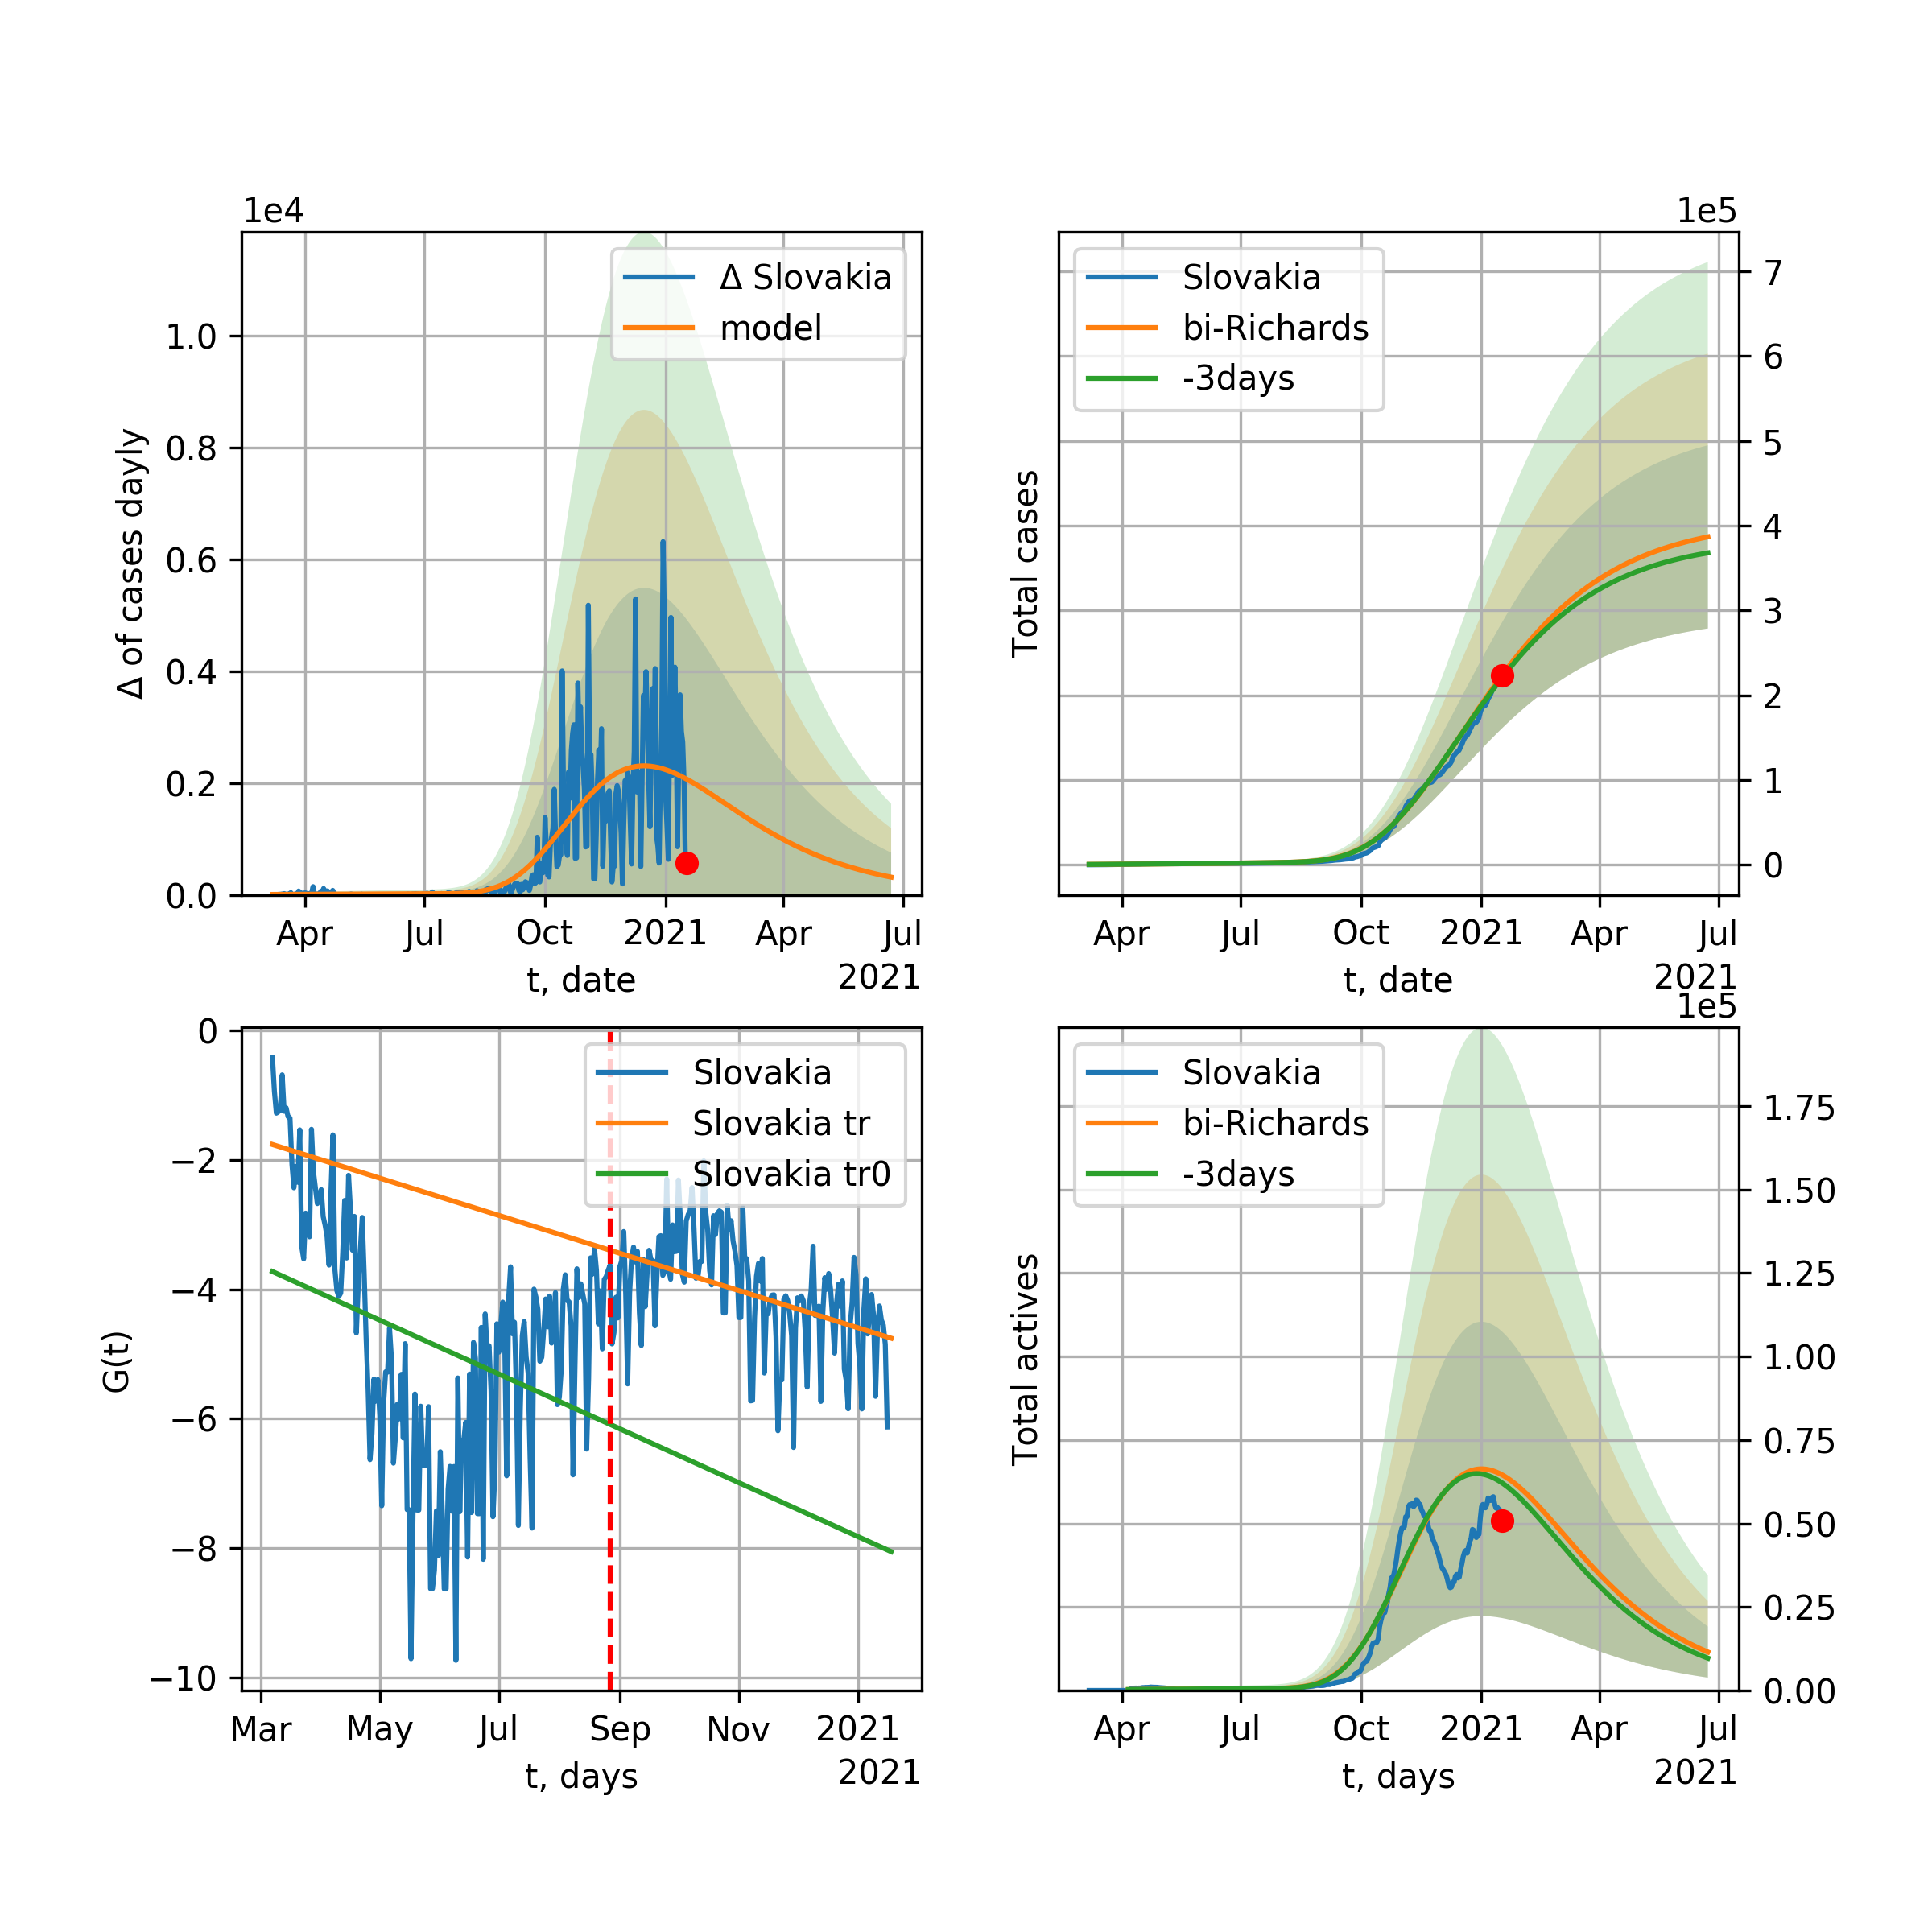 1e4
Δ of cases dayly
1.0
0.8
0.6
0.4
0.2
0.0
Δ Slovakia
model
Apr Jul Oct 2021 Apr Jul
t, date 2021
1e5
Total cases
Slovakia
bi-Richards
-3days
7
6
5
4
3
2
1
0
Apr Jul Oct 2021 Apr Jul
t, date 2021
G(t)
0
−2
−4
−6
−8
−10
Slovakia
Slovakia tr
Slovakia tr0
Mar May Jul Sep Nov 2021
t, days 2021
1e5
Total actives
Slovakia
bi-Richards
-3days
1.75
1.50
1.25
1.00
0.75
0.50
0.25
0.00
Apr Jul Oct 2021 Apr Jul
t, days 2021